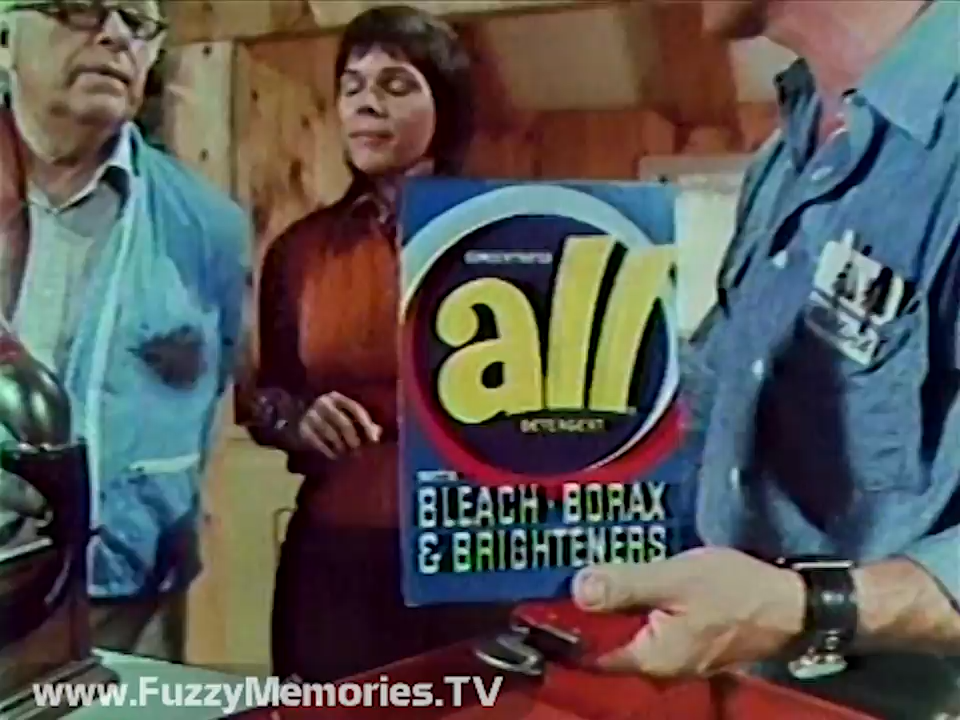 CONCENTRATED
all
DETERGENT
WITH
BLEACH · BORAX
& BRIGHTENERS
www.FuzzyMemories.TV